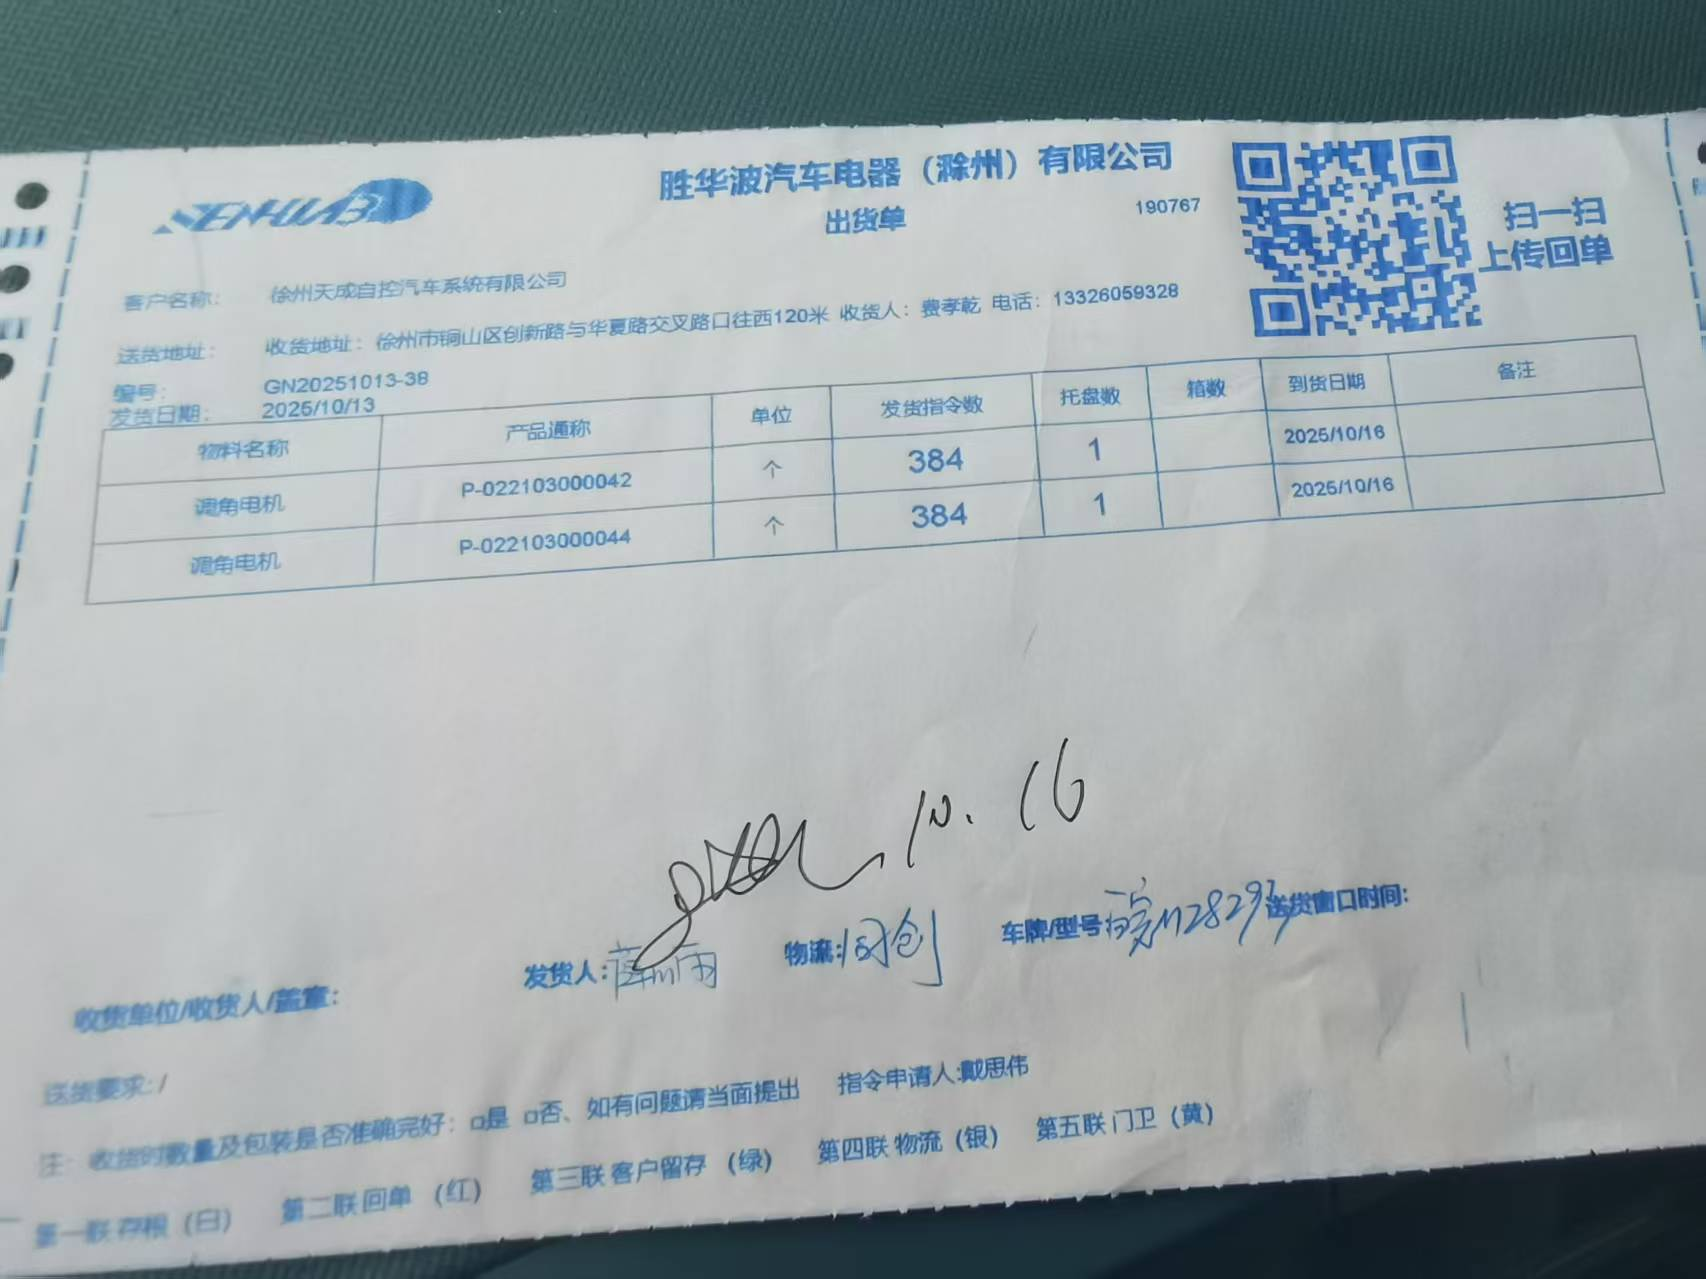 SENHUABO
胜华波汽车电器（滁州）有限公司
出货单
190767
扫一扫
上传回单
客户名称： 徐州天成自控汽车系统有限公司
送货地址： 收货地址：徐州市铜山区创新路与华夏路交叉路口往西120米 收货人：费孝乾 电话：13326059328
编号： GN20251013-38
发货日期： 2025/10/13
物料名称 产品通称 单位 发货指令数 托盘数 箱数 到货日期 备注
调角电机 P-022103000042 个 384 1 2025/10/16
调角电机 P-022103000044 个 384 1 2025/10/16
10.16
收货单位/收货人/盖章： 发货人： 物流：同创 车牌/型号 送货窗口时间：
送货要求：/
注：收货时数量及包装是否准确完好：□是 □否、如有问题请当面提出 指令申请人:戴思伟
第一联 存根（白） 第二联 回单 （红） 第三联 客户留存 （绿） 第四联 物流（银） 第五联 门卫（黄）